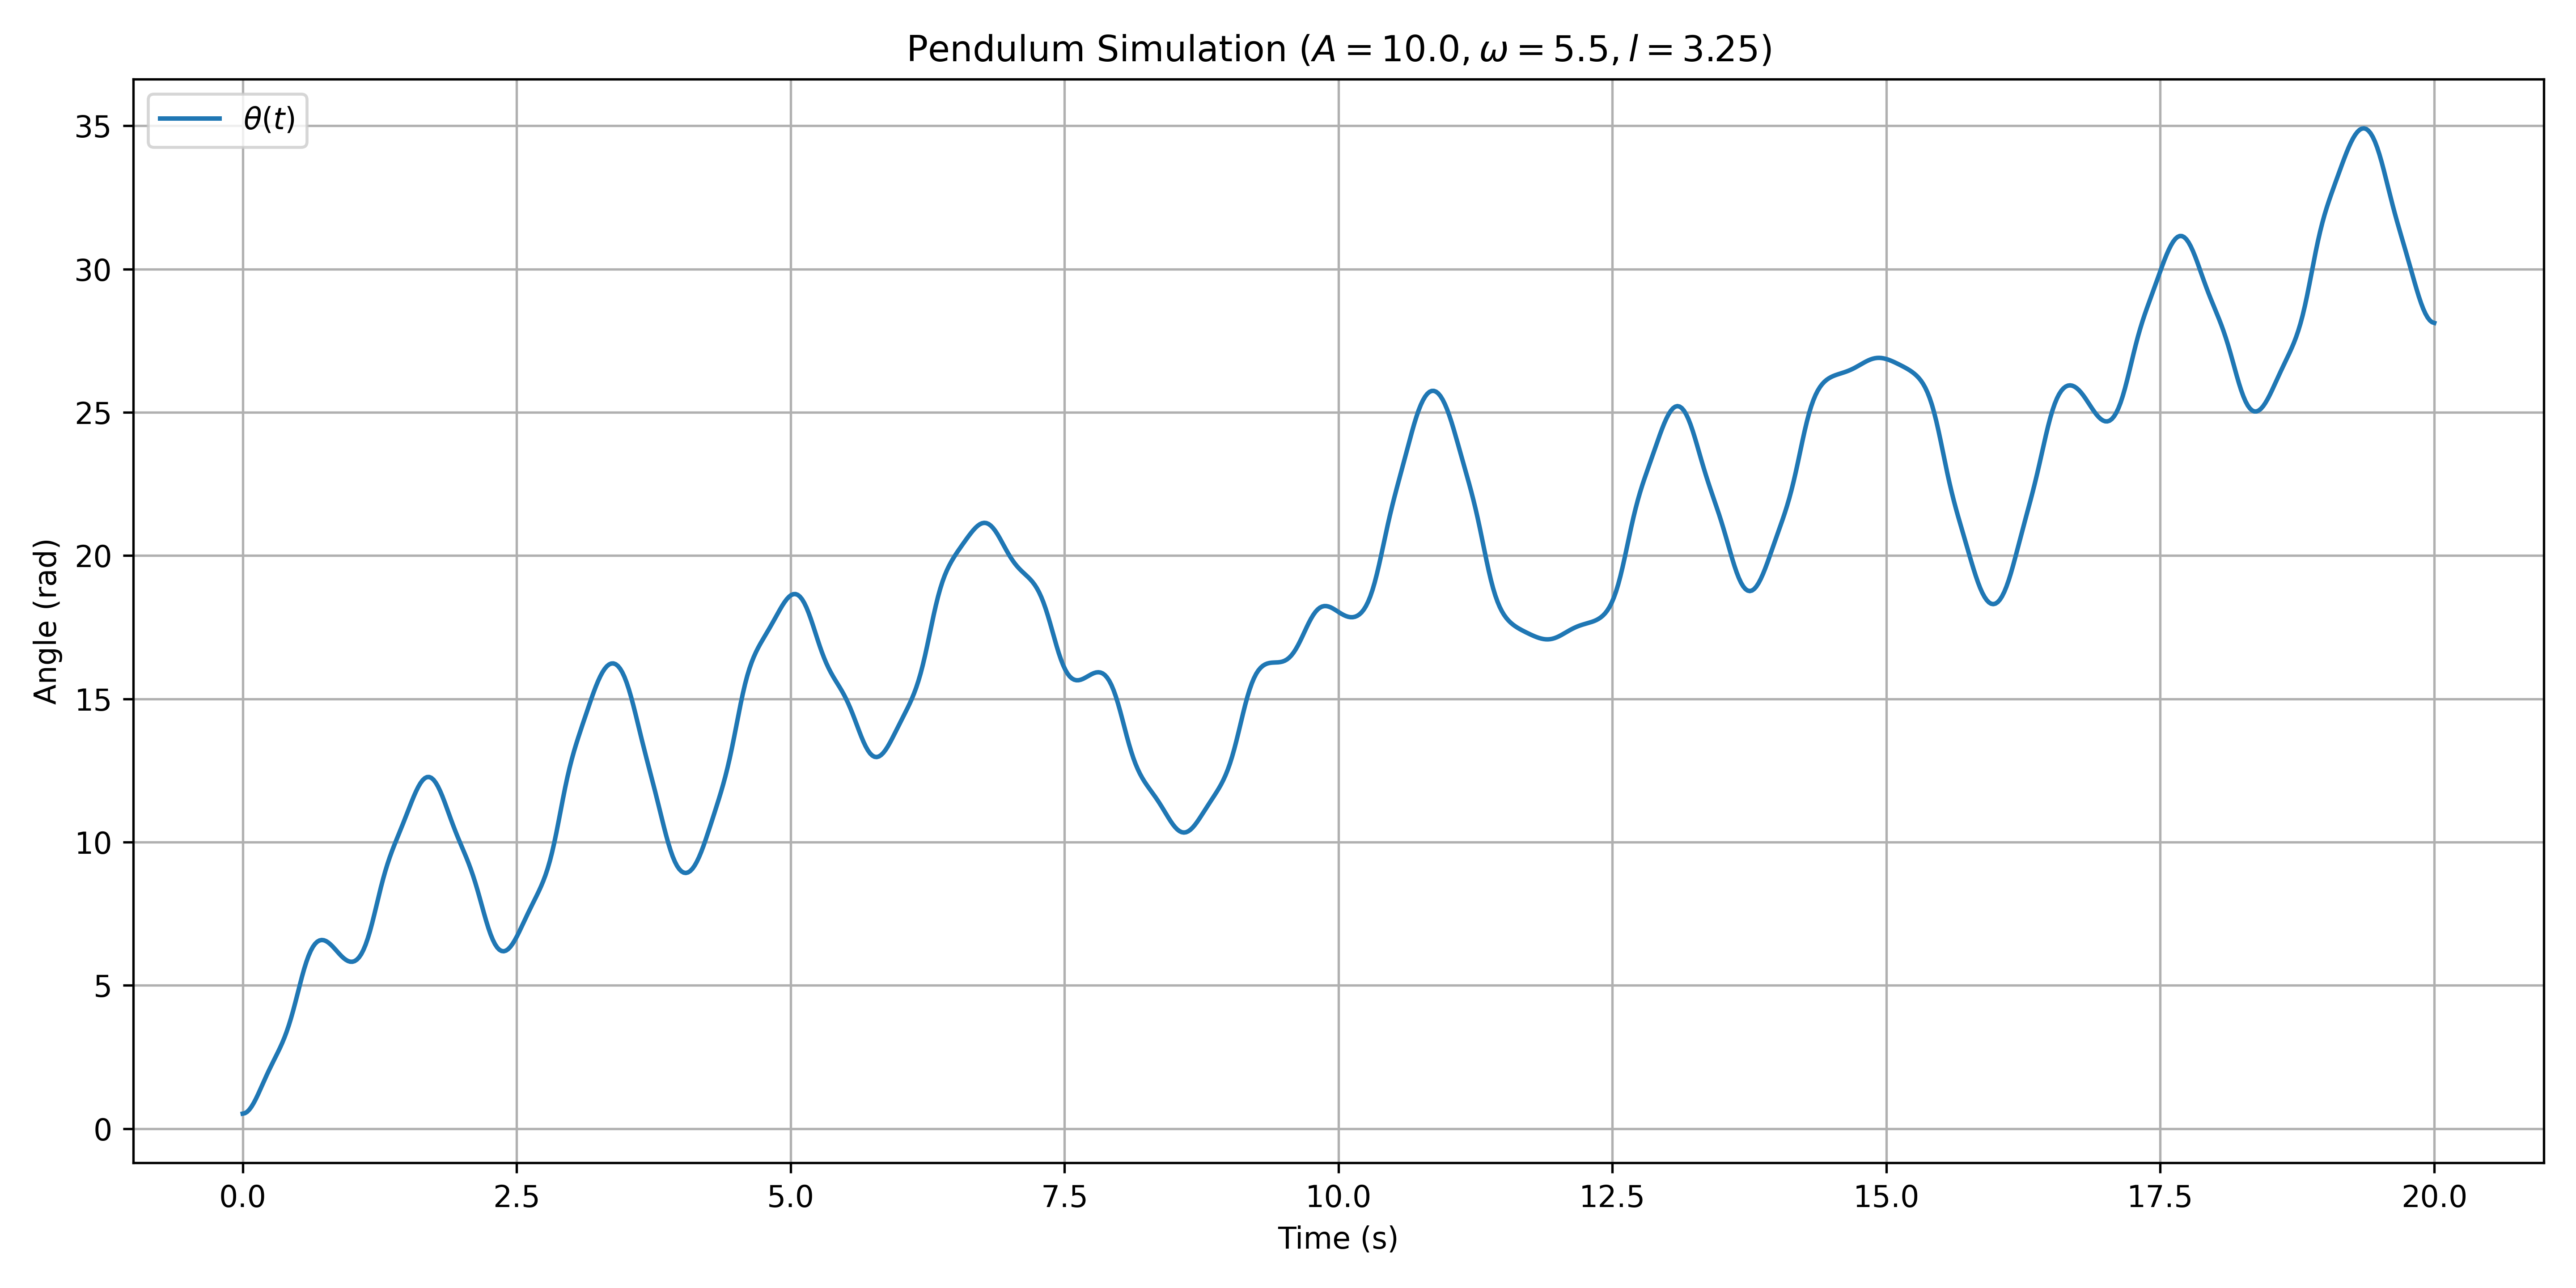 Pendulum Simulation (A = 10.0, ω = 5.5, l = 3.25)
θ(t)
35
30
25
20
15
10
5
0
Angle (rad)
0.0 2.5 5.0 7.5 10.0 12.5 15.0 17.5 20.0
Time (s)